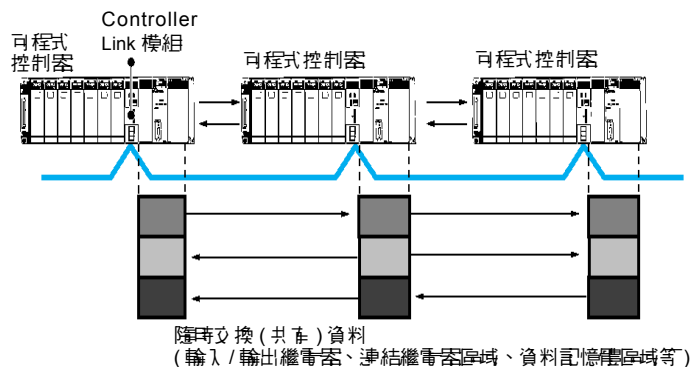 Controller
Link 模組
可程式
控制器
可程式控制器
可程式控制器
隨時交換(共有)資料
(輸入/輸出繼電器、連結繼電器區域、資料記憶體區域等)